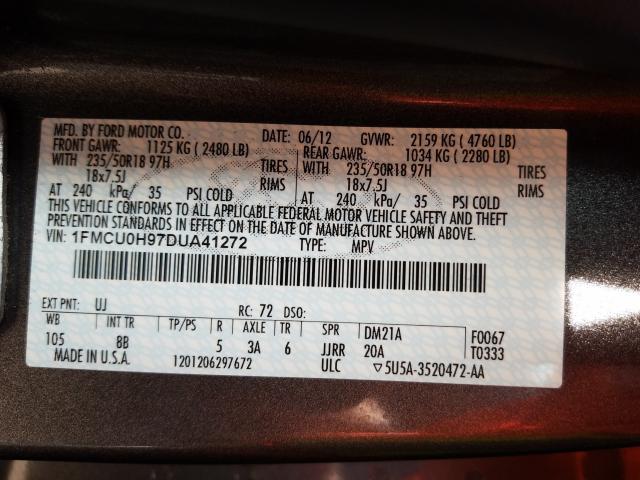 MFD. BY FORD MOTOR CO. DATE: 06/12 GVWR: 2159 KG ( 4760 LB)
FRONT GAWR: 1125 KG ( 2480 LB) REAR GAWR: 1034 KG ( 2280 LB)
WITH 235/50R18 97H TIRES WITH 235/50R18 97H TIRES
18x7.5J RIMS 18x7.5J RIMS
AT 240 kPa/ 35 PSI COLD AT 240 kPa/ 35 PSI COLD
THIS VEHICLE CONFORMS TO ALL APPLICABLE FEDERAL MOTOR VEHICLE SAFETY AND THEFT
PREVENTION STANDARDS IN EFFECT ON THE DATE OF MANUFACTURE SHOWN ABOVE.
VIN: 1FMCU0H97DUA41272 TYPE: MPV
EXT PNT: UJ RC: 72 DSO:
WB INT TR TP/PS R AXLE TR SPR DM21A F0067
105 8B 5 3A 6 JJRR 20A T0333
MADE IN U.S.A. 1201206297672 ULC ▽5U5A-3520472-AA